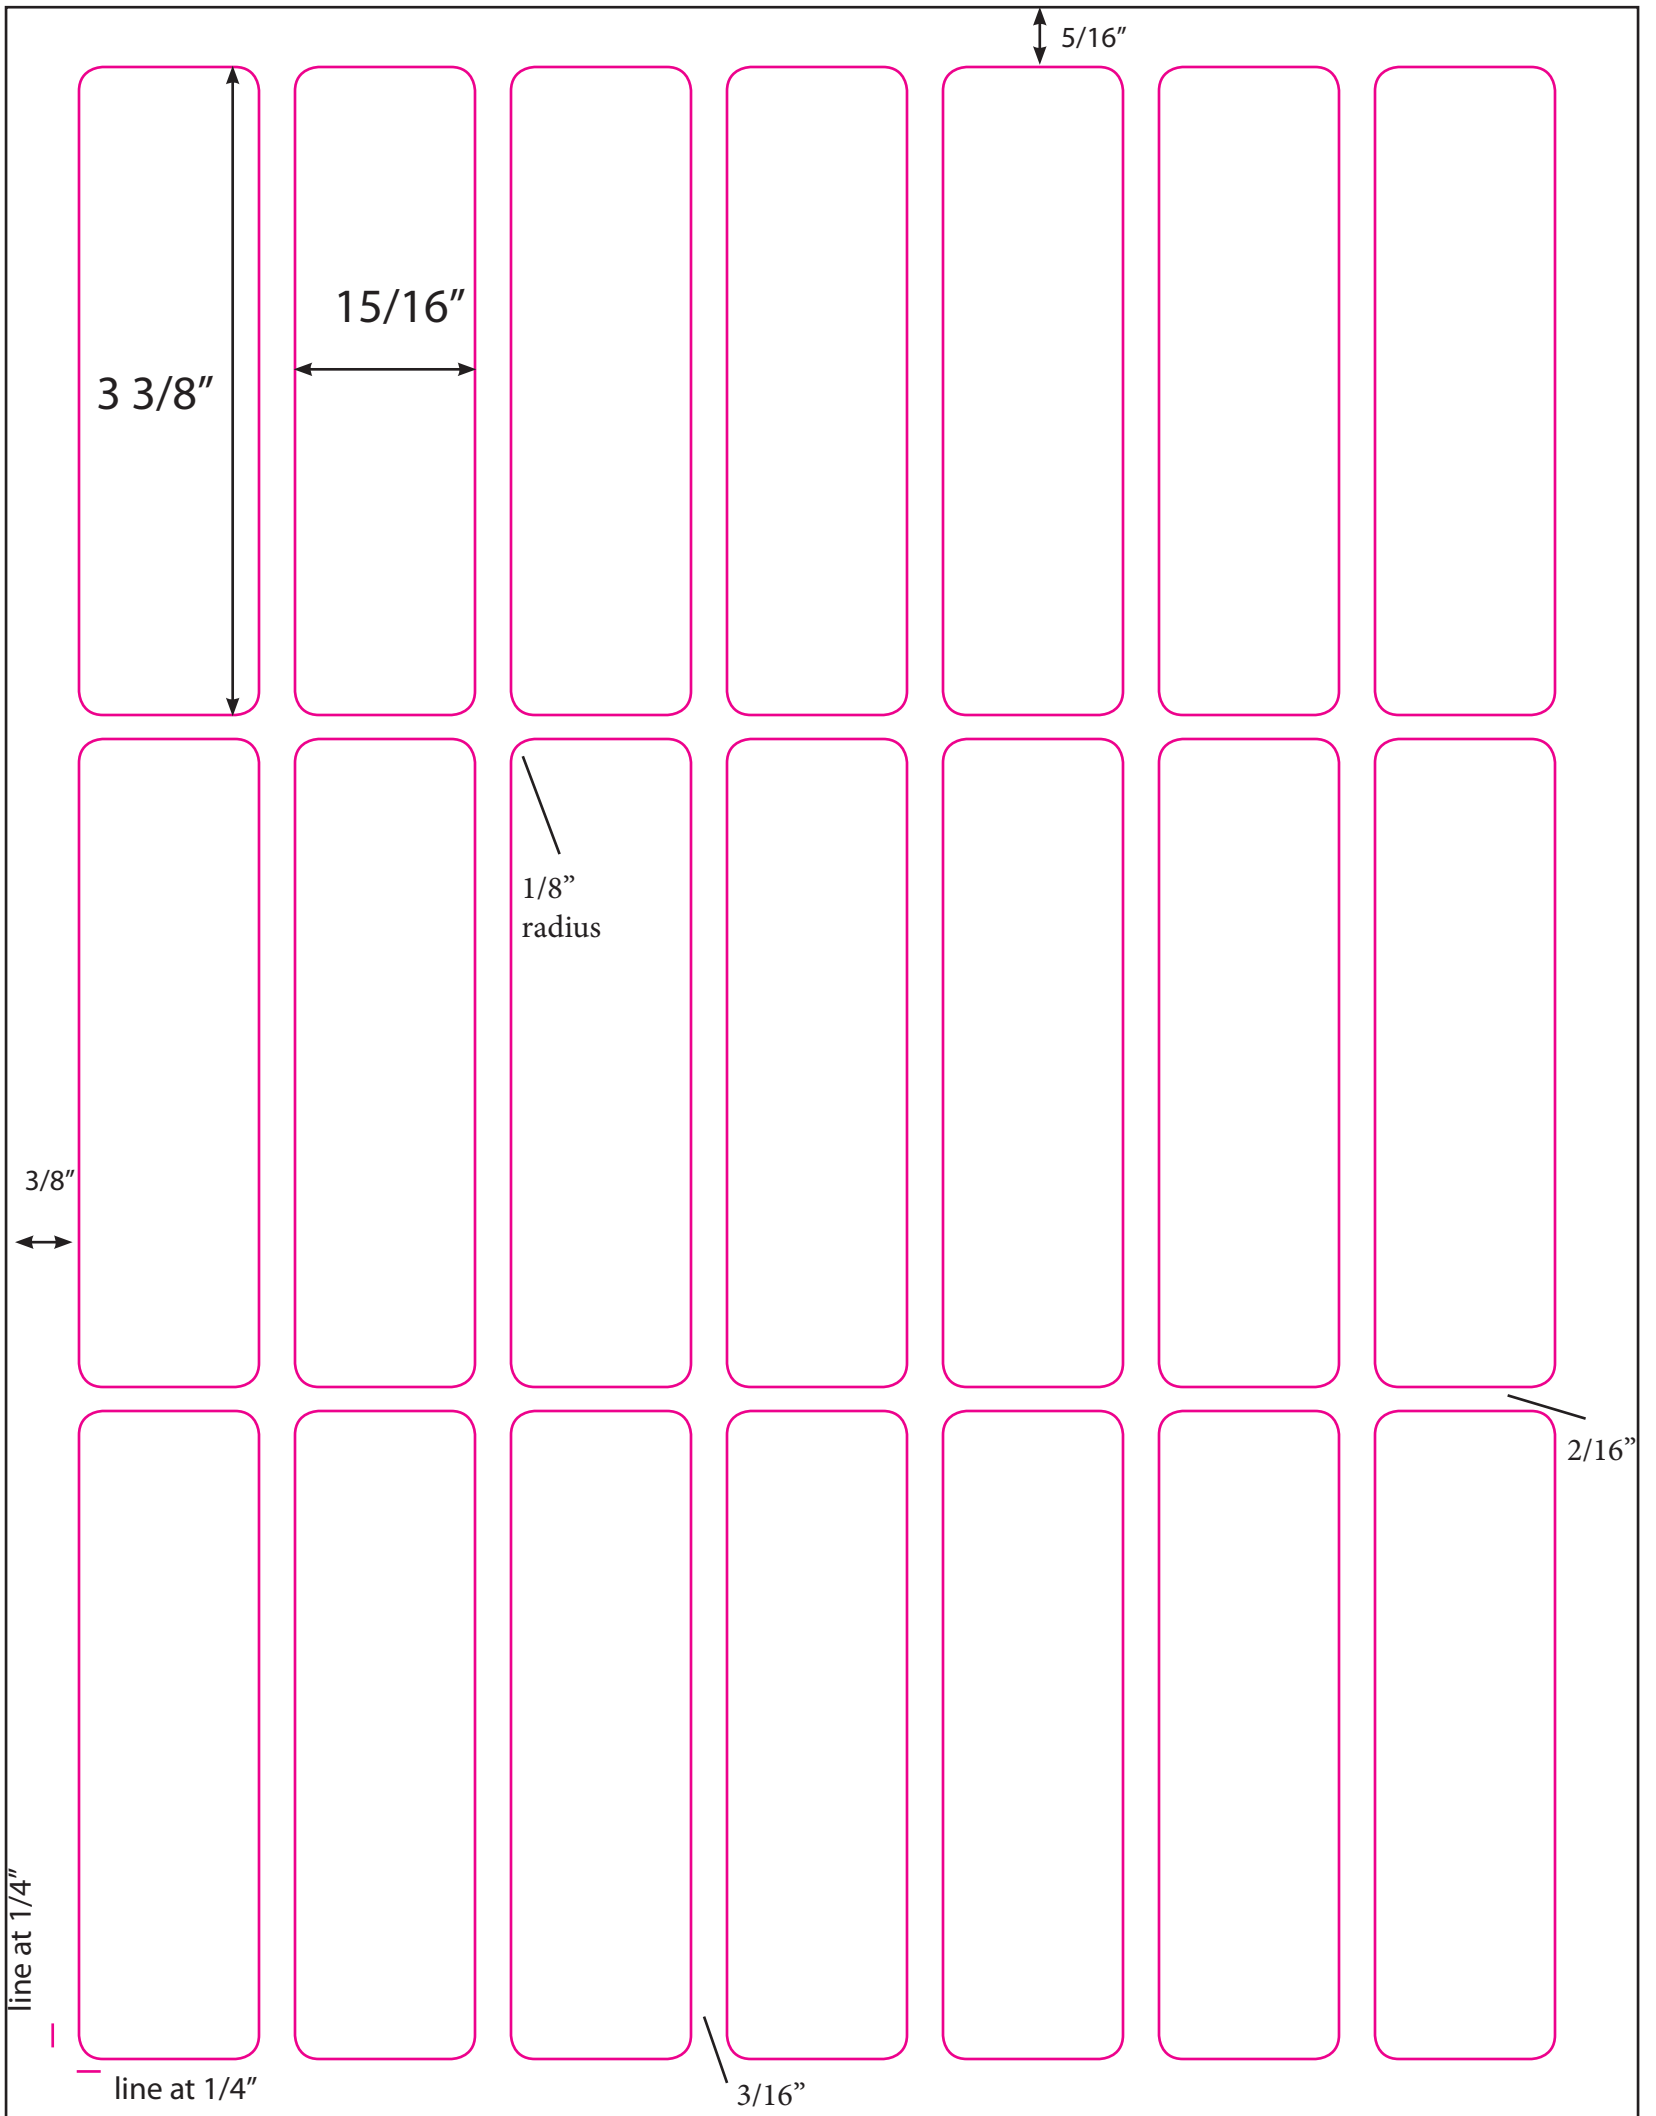 5/16″
15/16″
3 3/8″
1/8”
radius
3/8″
2/16”
line at 1/4″
line at 1/4″
3/16”